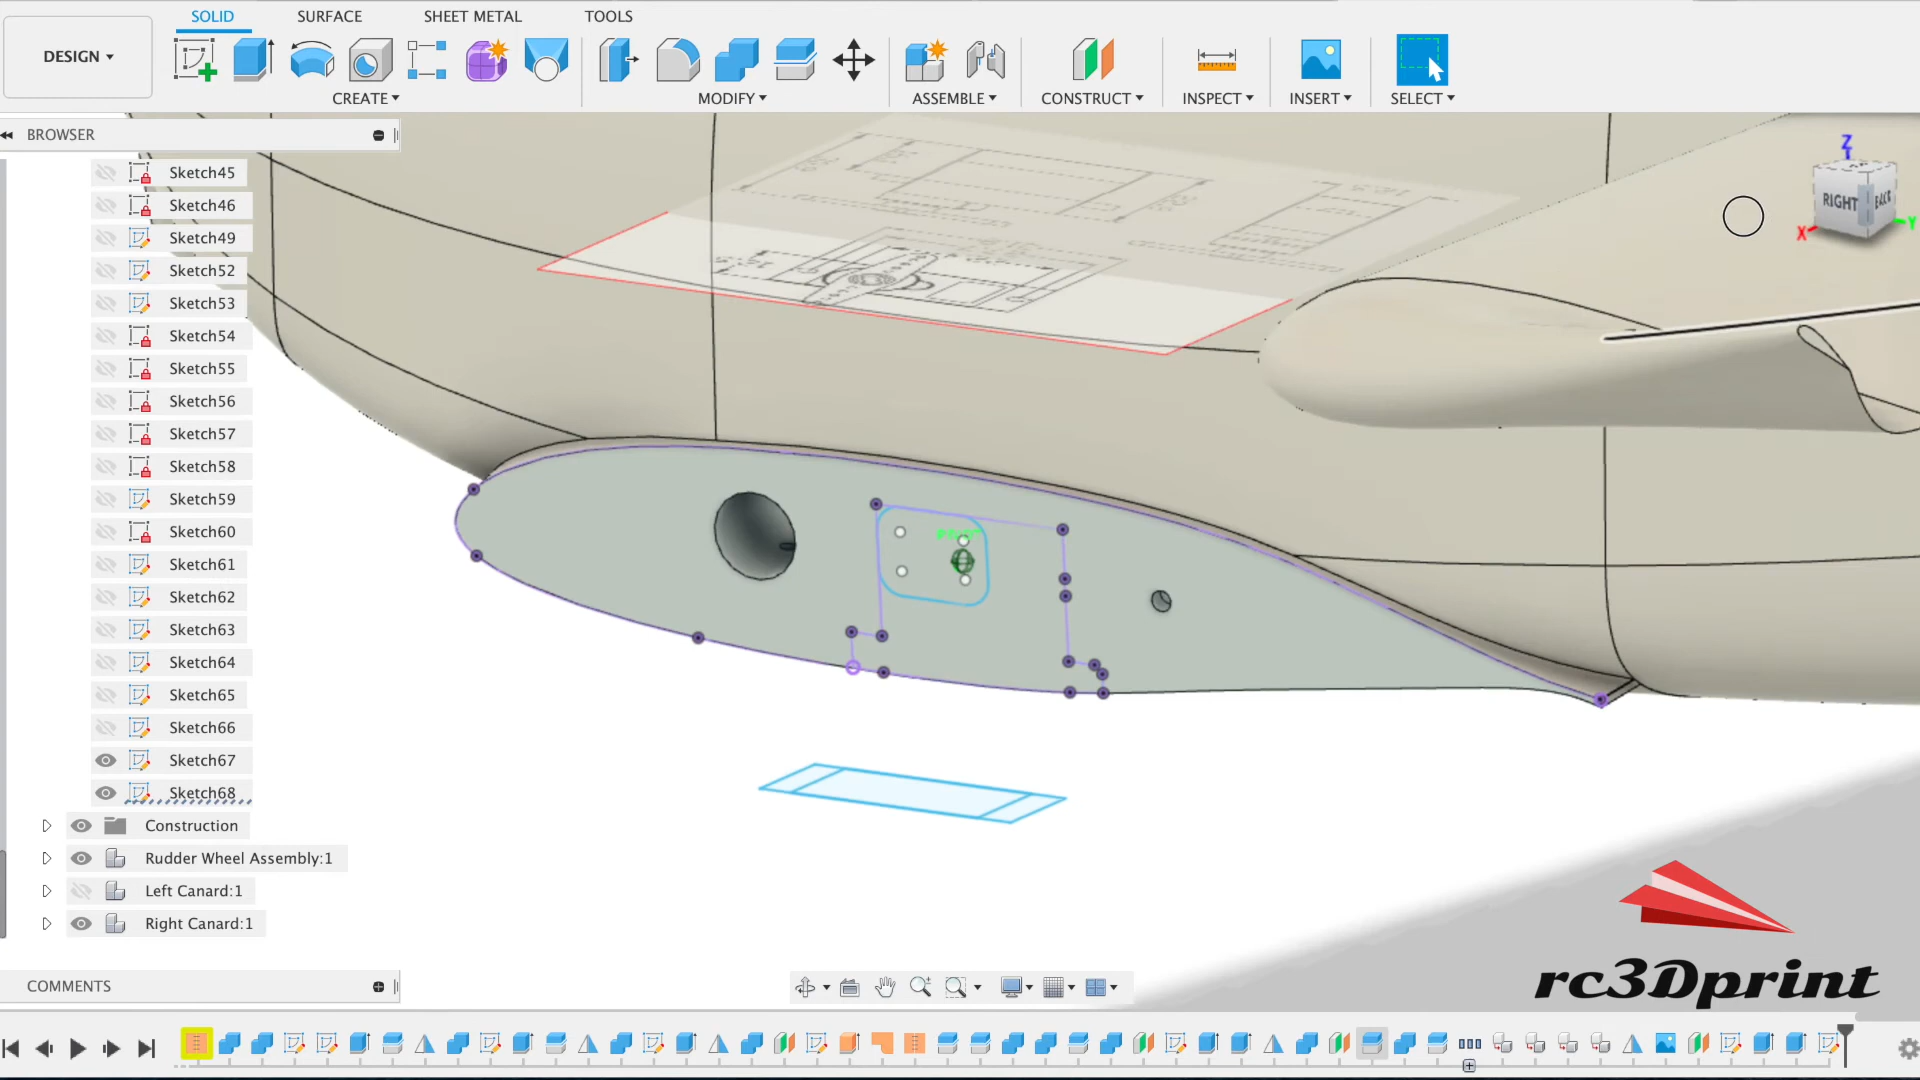 SOLID
SURFACE
SHEET METAL
TOOLS
DESIGN
CREATE
MODIFY
ASSEMBLE
CONSTRUCT
INSPECT
INSERT
SELECT
BROWSER
Z
RIGHT
BACK
X
Y
Sketch45
Sketch46
Sketch49
Sketch52
Sketch53
Sketch54
Sketch55
Sketch56
Sketch57
Sketch58
Sketch59
Sketch60
Sketch61
Sketch62
Sketch63
Sketch64
Sketch65
Sketch66
Sketch67
Sketch68
Construction
Rudder Wheel Assembly:1
Left Canard:1
Right Canard:1
COMMENTS
rc3Dprint